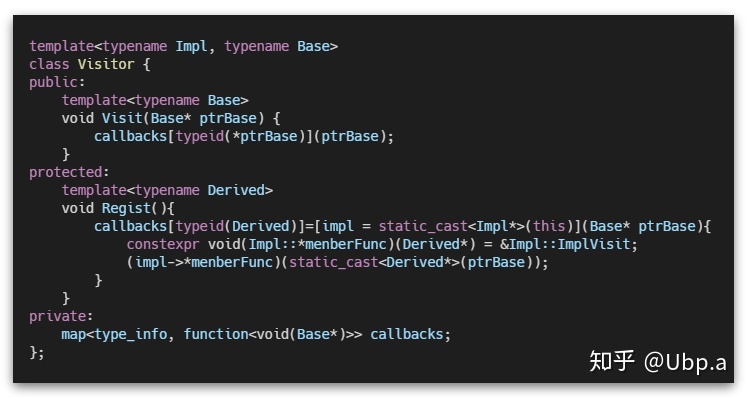 template<typename Impl, typename Base>
class Visitor {
public:
    template<typename Base>
    void Visit(Base* ptrBase) {
        callbacks[typeid(*ptrBase)](ptrBase);
    }
protected:
    template<typename Derived>
    void Regist(){
        callbacks[typeid(Derived)]=[impl = static_cast<Impl*>(this)](Base* ptrBase){
            constexpr void(Impl::*menberFunc)(Derived*) = &Impl::ImplVisit;
            (impl->*menberFunc)(static_cast<Derived*>(ptrBase));
        }
    }
private:
    map<type_info, function<void(Base*)>> callbacks;
};
知乎 @Ubp.a